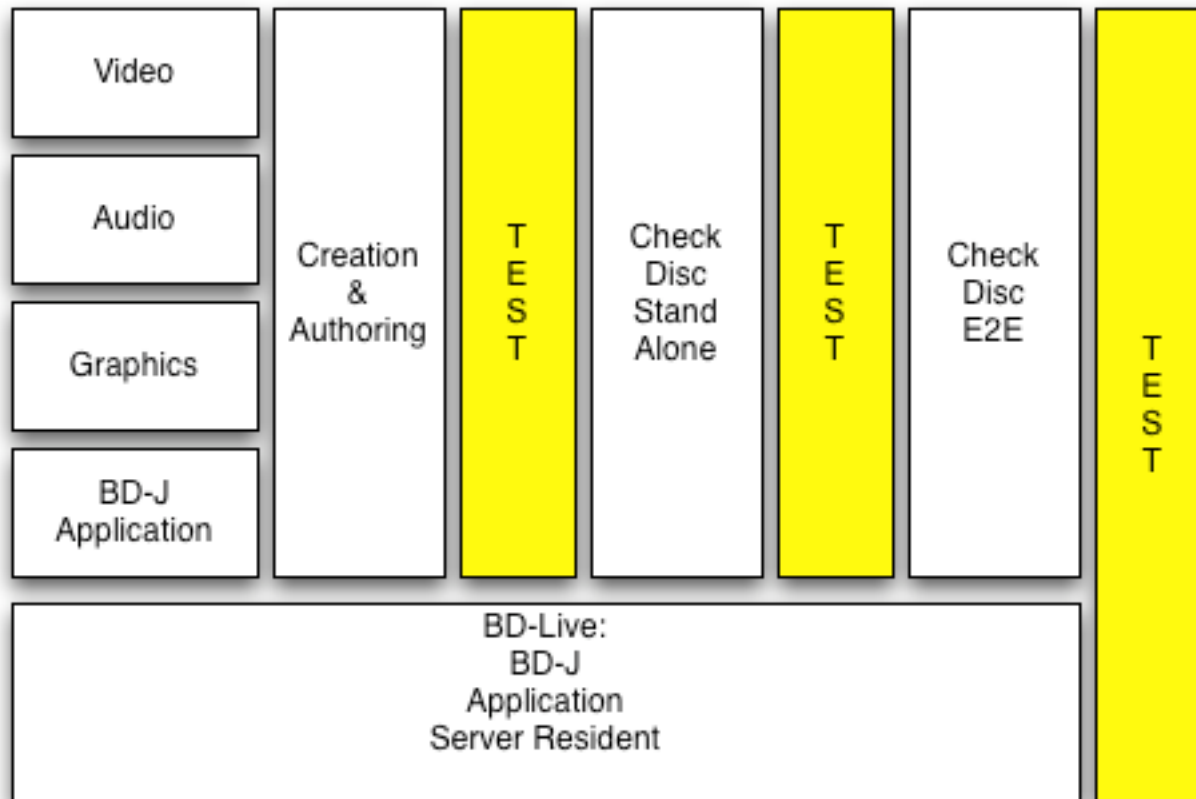 Video
Audio
Graphics
BD-J
Application
Creation
&
Authoring
T
E
S
T
Check
Disc
Stand
Alone
T
E
S
T
Check
Disc
E2E
T
E
S
T
BD-Live:
BD-J
Application
Server Resident